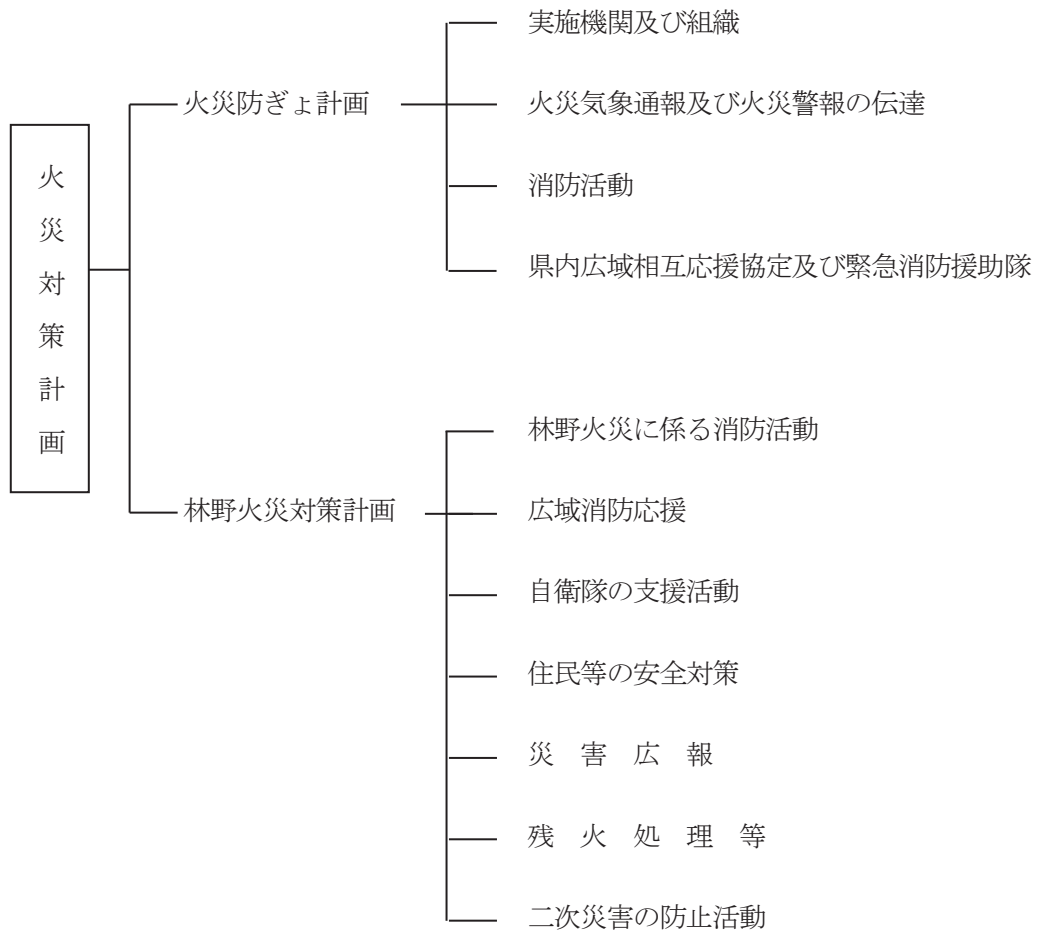 火災対策計画
火災防ぎょ計画
実施機関及び組織
火災気象通報及び火災警報の伝達
消防活動
県内広域相互応援協定及び緊急消防援助隊
林野火災対策計画
林野火災に係る消防活動
広域消防応援
自衛隊の支援活動
住民等の安全対策
災　害　広　報
残　火　処　理　等
二次災害の防止活動